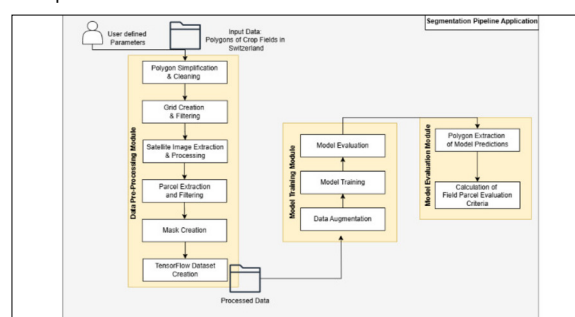 Segmentation Pipeline Application
User defined
Parameters
Input Data:
Polygons of Crop Fields in
Switzerland
Data Pre-Processing Module
Polygon Simplification
& Cleaning
Grid Creation
& Filtering
Satellite Image Extraction
& Processing
Parcel Extraction
and Filtering
Mask Creation
TensorFlow Dataset
Creation
Processed Data
Model Training Module
Model Evaluation
Model Training
Data Augmentation
Model Evaluation Module
Polygon Extraction
of Model Predictions
Calculation of
Field Parcel Evaluation
Criteria